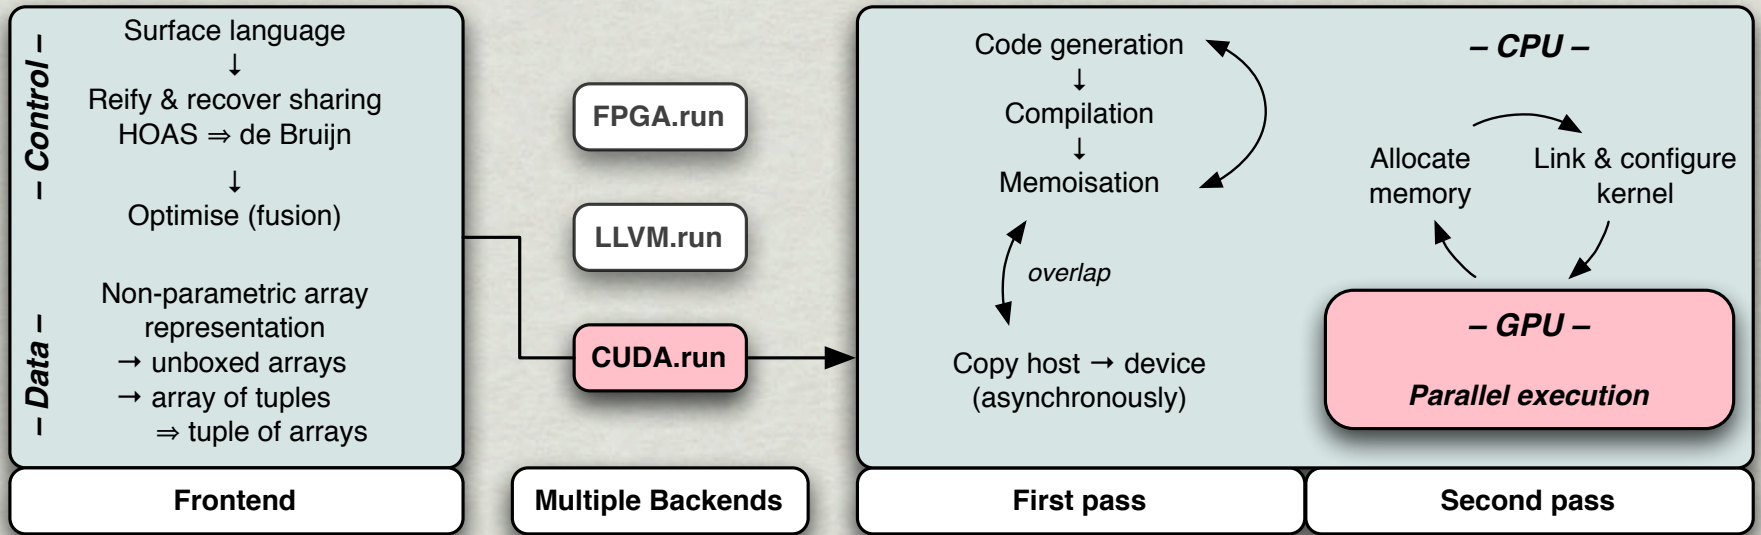 – Control –
Surface language
↓
Reify & recover sharing
HOAS ⇒ de Bruijn
↓
Optimise (fusion)
– Data –
Non-parametric array
representation
→ unboxed arrays
→ array of tuples
⇒ tuple of arrays
Frontend
FPGA.run
LLVM.run
CUDA.run
Multiple Backends
Code generation
↓
Compilation
↓
Memoisation
overlap
Copy host → device
(asynchronously)
First pass
– CPU –
Allocate
memory
Link & configure
kernel
– GPU –
Parallel execution
Second pass